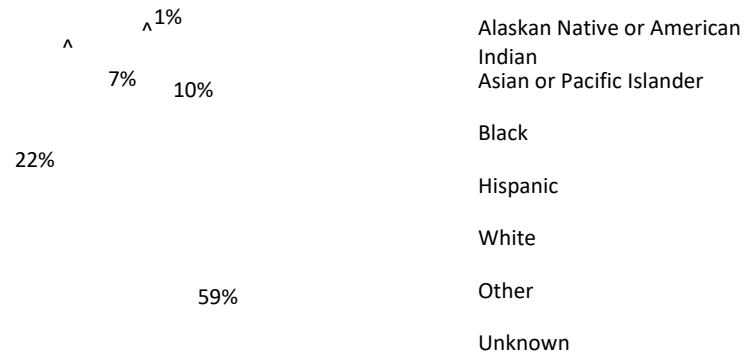 ^ 1%
^
7%
10%
22%
59%
Alaskan Native or American
Indian
Asian or Pacific Islander
Black
Hispanic
White
Other
Unknown